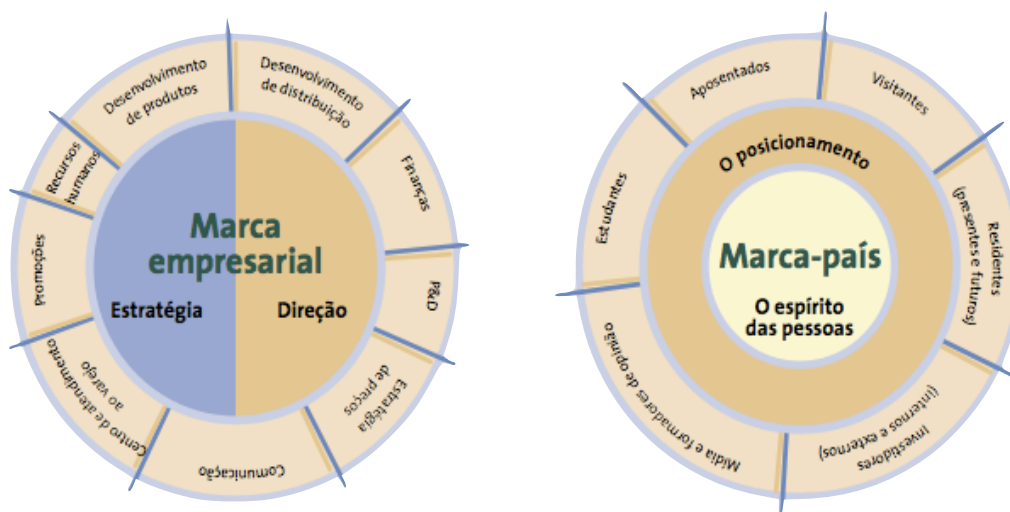 Marca
empresarial
Estratégia
Direção
Desenvolvimento
de produtos
Desenvolvimento
de distribuição
Finanças
P&D
Estratégia
de preços
Comunicação
Centro de atendimento
ao varejo
Promoções
Recursos
humanos
Marca-país
O espírito
das pessoas
O posicionamento
Aposentados
Visitantes
Residentes
(presentes e futuros)
Investidores
(internos e externos)
Mídia e formadores de opinião
Estudantes